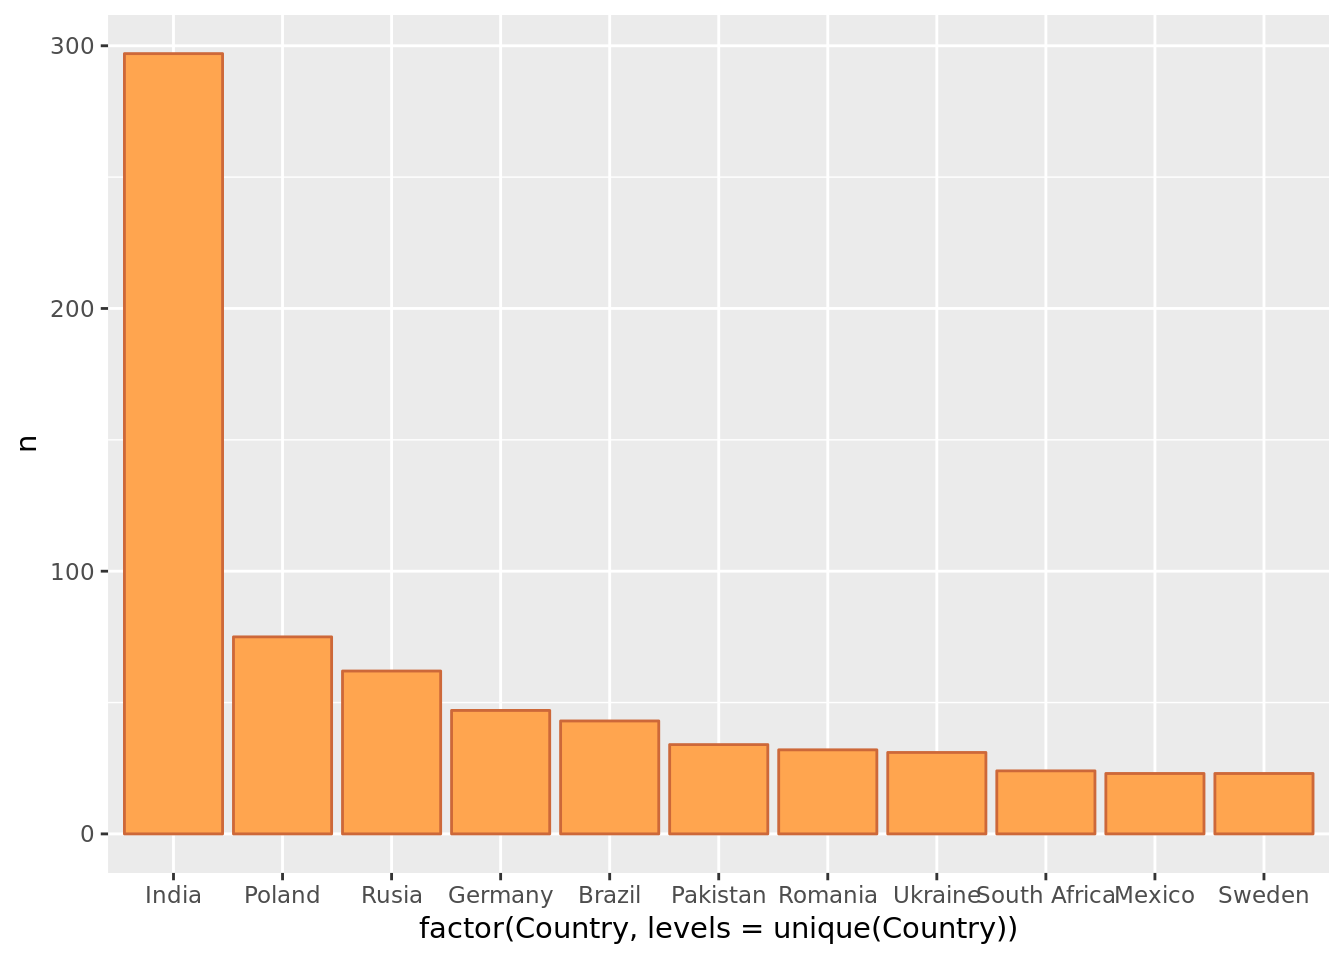 300
200
100
0
n
India Poland Rusia Germany Brazil Pakistan Romania Ukraine South Africa Mexico Sweden
factor(Country, levels = unique(Country))